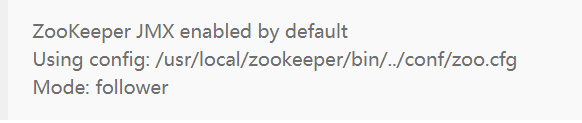 ZooKeeper JMX enabled by default
Using config: /usr/local/zookeeper/bin/../conf/zoo.cfg
Mode: follower